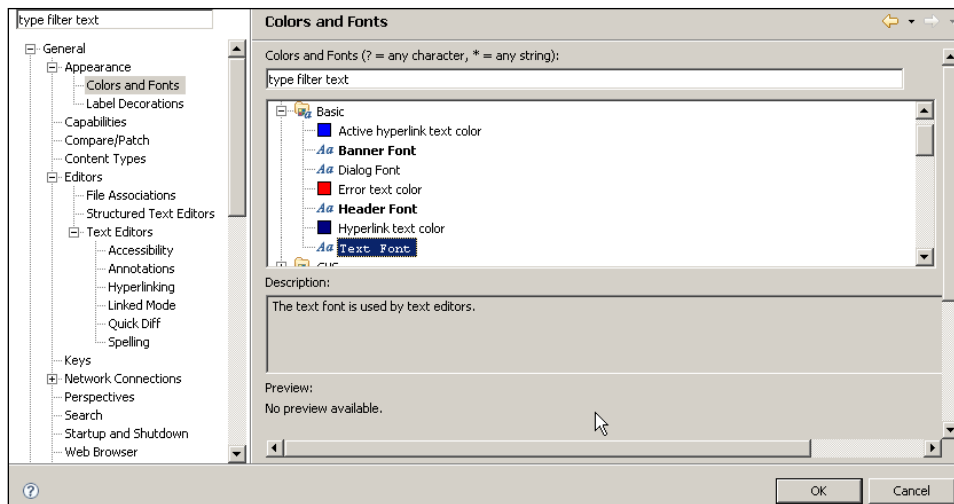 type filter text
General
Appearance
Colors and Fonts
Label Decorations
Capabilities
Compare/Patch
Content Types
Editors
File Associations
Structured Text Editors
Text Editors
Accessibility
Annotations
Hyperlinking
Linked Mode
Quick Diff
Spelling
Keys
Network Connections
Perspectives
Search
Startup and Shutdown
Web Browser
Colors and Fonts
Colors and Fonts (? = any character, * = any string):
type filter text
Basic
Active hyperlink text color
Aa Banner Font
Aa Dialog Font
Error text color
Aa Header Font
Hyperlink text color
Aa Text Font
Description:
The text font is used by text editors.
Preview:
No preview available.
OK
Cancel